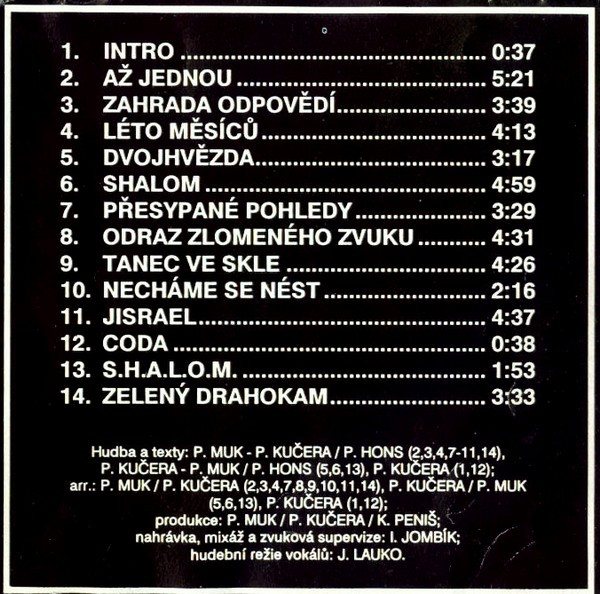 1. INTRO ........ 0:37
2. AŽ JEDNOU ........ 5:21
3. ZAHRADA ODPOVĚDÍ ........ 3:39
4. LÉTO MĚSÍCŮ ........ 4:13
5. DVOJHVĚZDA ........ 3:17
6. SHALOM ........ 4:59
7. PŘESYPANÉ POHLEDY ........ 3:29
8. ODRAZ ZLOMENÉHO ZVUKU ........ 4:31
9. TANEC VE SKLE ........ 4:26
10. NECHÁME SE NÉST ........ 2:16
11. JISRAEL ........ 4:37
12. CODA ........ 0:38
13. S.H.A.L.O.M. ........ 1:53
14. ZELENÝ DRAHOKAM ........ 3:33
Hudba a texty: P. MUK - P. KUČERA / P. HONS (2,3,4,7-11,14),
P. KUČERA - P. MUK / P. HONS (5,6,13), P. KUČERA (1,12);
arr.: P. MUK / P. KUČERA (2,3,4,7,8,9,10,11,14), P. KUČERA / P. MUK
(5,6,13), P. KUČERA (1,12);
produkce: P. MUK / P. KUČERA / K. PENIŠ;
nahrávka, mixáž a zvuková supervize: I. JOMBÍK;
hudební režie vokálů: J. LAUKO.